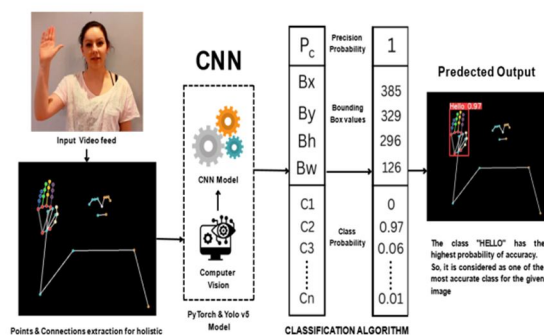 Input Video feed
Points & Connections extraction for holistic
CNN
CNN Model
Computer
Vision
PyTorch & Yolo v5
Model
Pc
Precision
Probability
1
Bx
By
Bh
Bw
Bounding
Box values
385
329
296
126
C1
C2
C3
Cn
Class
Probability
0
0.97
0.06
0.01
CLASSIFICATION ALGORITHM
Predected Output
Hello 0.97
The class "HELLO" has the
highest probability of accuracy.
So, it is considered as one of the
most accurate class for the given
image